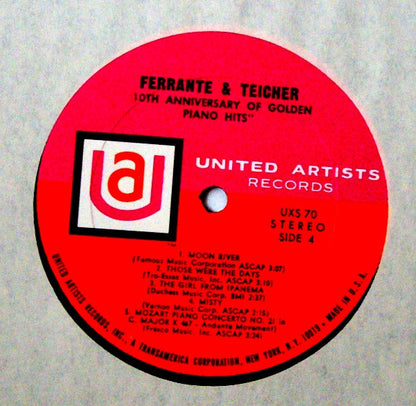 FERRANTE & TEICHER
10TH ANNIVERSARY OF GOLDEN
PIANO HITS"
ua
UNITED ARTISTS
RECORDS
UXS 70
STEREO
SIDE 4
1. MOON RIVER
(Famous Music Corporation ASCAP 3:07)
2. THOSE WERE THE DAYS
(Tro-Essex Music, Inc. ASCAP 3:10)
3. THE GIRL FROM IPANEMA
(Duchess Music Corp. BMI 2:37)
4. MISTY
(Vernon Music Corp. ASCAP 2:15)
5. MOZART PIANO CONCERTO NO. 21 in
C. MAJOR K 467 - Andante Movement)
(Fresco Music, Inc. ASCAP 3:24)
UNITED ARTISTS RECORDS, INC., A TRANSAMERICA CORPORATION, NEW YORK, N. Y. 10019 • MADE IN U.S.A.